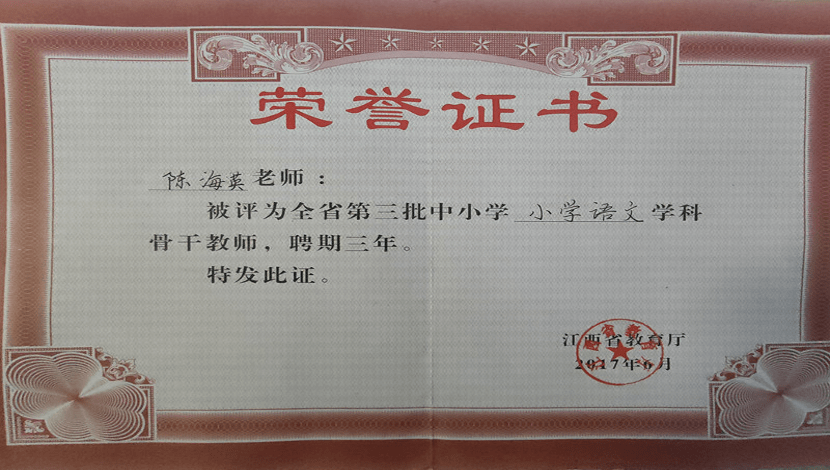 荣誉证书
陈海英老师：
被评为全省第三批中小学小学语文学科
骨干教师，聘期三年。
特发此证。
江西省教育厅
2017年6月